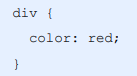 div {
  color: red;
}